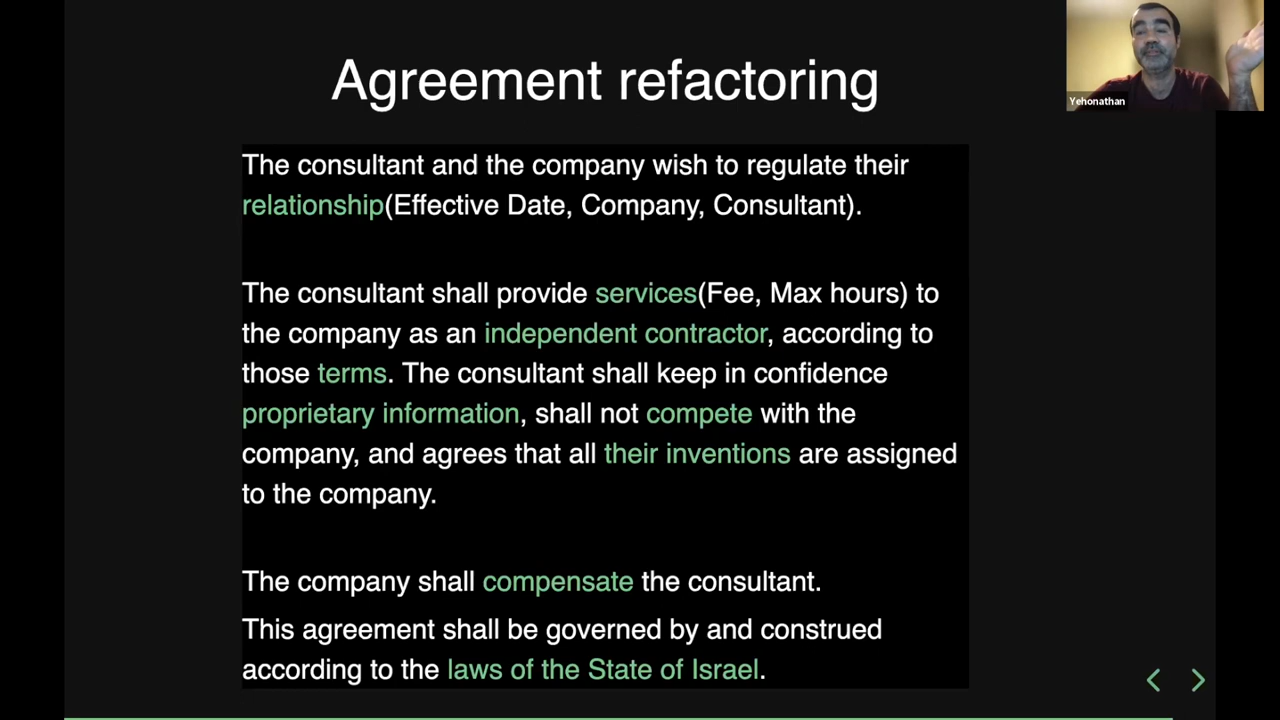 Agreement refactoring
Yehonathan
The consultant and the company wish to regulate their
relationship(Effective Date, Company, Consultant).
The consultant shall provide services(Fee, Max hours) to
the company as an independent contractor, according to
those terms. The consultant shall keep in confidence
proprietary information, shall not compete with the
company, and agrees that all their inventions are assigned
to the company.
The company shall compensate the consultant.
This agreement shall be governed by and construed
according to the laws of the State of Israel.